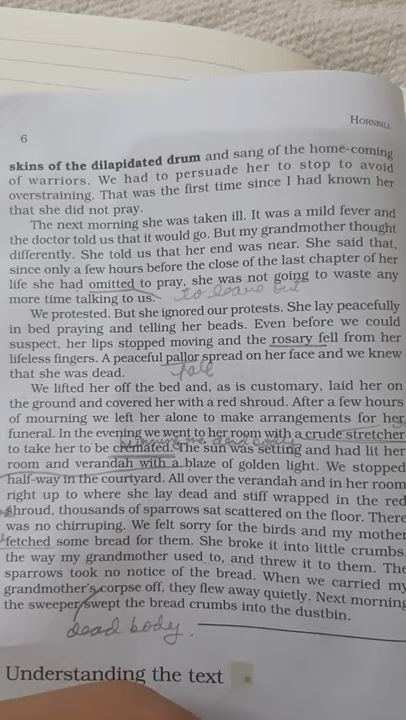 HORNBILL
6
skins of the dilapidated drum and sang of the home-coming
of warriors. We had to persuade her to stop to avoid
overstraining. That was the first time since I had known her
that she did not pray.
The next morning she was taken ill. It was a mild fever and
the doctor told us that it would go. But my grandmother thought
differently. She told us that her end was near. She said that,
since only a few hours before the close of the last chapter of her
life she had omitted to pray, she was not going to waste any
more time talking to us.
to leave but
We protested. But she ignored our protests. She lay peacefully
in bed praying and telling her beads. Even before we could
suspect, her lips stopped moving and the rosary fell from her
lifeless fingers. A peaceful pallor spread on her face and we knew
that she was dead.
We lifted her off the bed and, as is customary, laid her on
the ground and covered her with a red shroud. After a few hours
of mourning we left her alone to make arrangements for her
funeral. In the evening we went to her room with a crude stretcher
dead body
to take her to be cremated. The sun was setting and had lit her
room and verandah with a blaze of golden light. We stopped
half-way in the courtyard. All over the verandah and in her room
right up to where she lay dead and stiff wrapped in the red
shroud, thousands of sparrows sat scattered on the floor. There
was no chirruping. We felt sorry for the birds and my mother
fetched some bread for them. She broke it into little crumbs,
the way my grandmother used to, and threw it to them. The
sparrows took no notice of the bread. When we carried my
grandmother's corpse off, they flew away quietly. Next morning
the sweeper swept the bread crumbs into the dustbin.
dead body.
Understanding the text